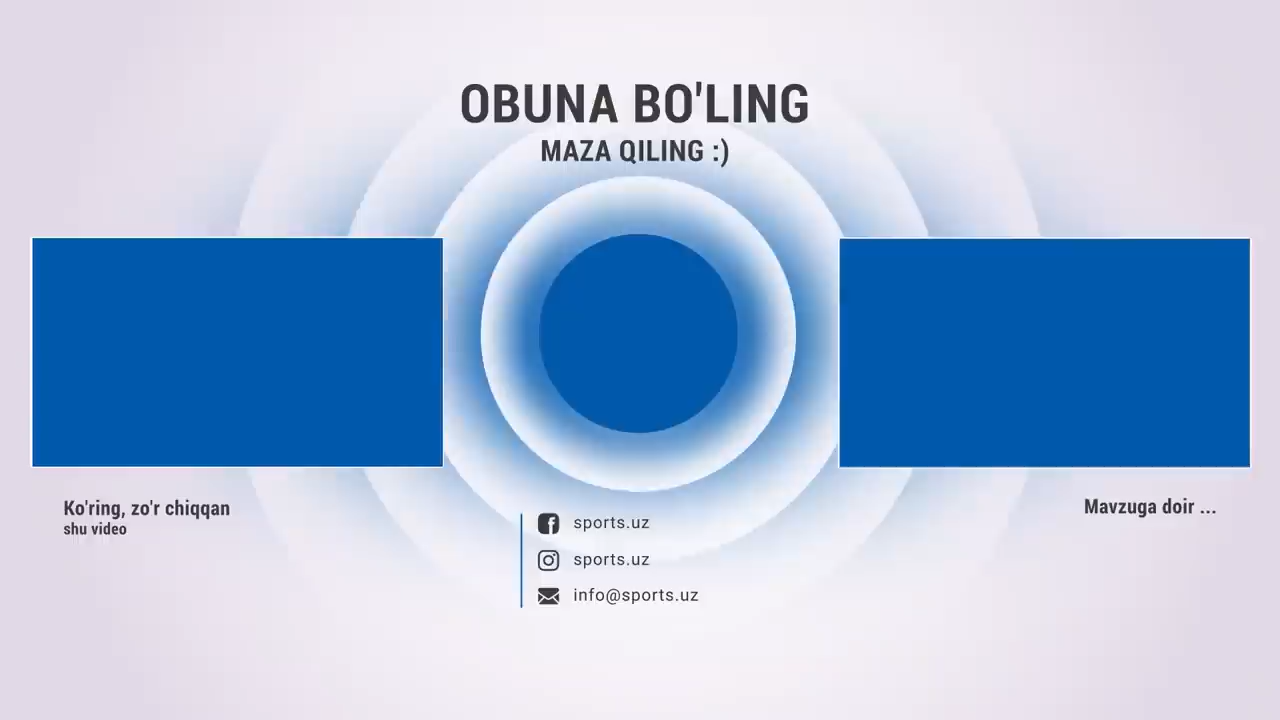 OBUNA BO'LING
MAZA QILING :)
Ko'ring, zo'r chiqqan
shu video
Mavzuga doir ...
sports.uz
sports.uz
info@sports.uz